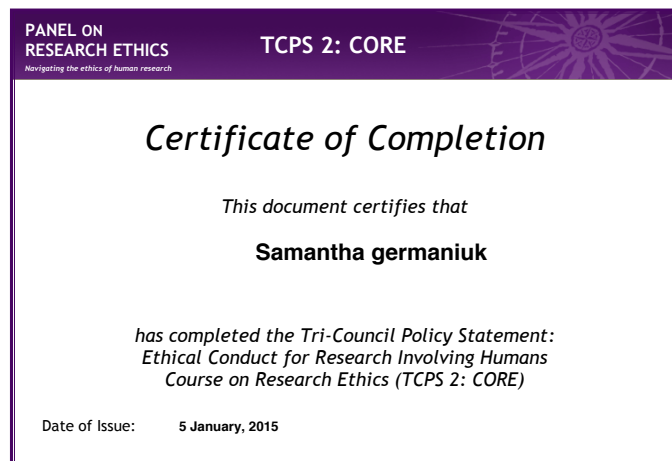 PANEL ON
RESEARCH ETHICS
Navigating the ethics of human research
TCPS 2: CORE
Certificate of Completion
This document certifies that
Samantha germaniuk
has completed the Tri-Council Policy Statement:
Ethical Conduct for Research Involving Humans
Course on Research Ethics (TCPS 2: CORE)
Date of Issue: 5 January, 2015